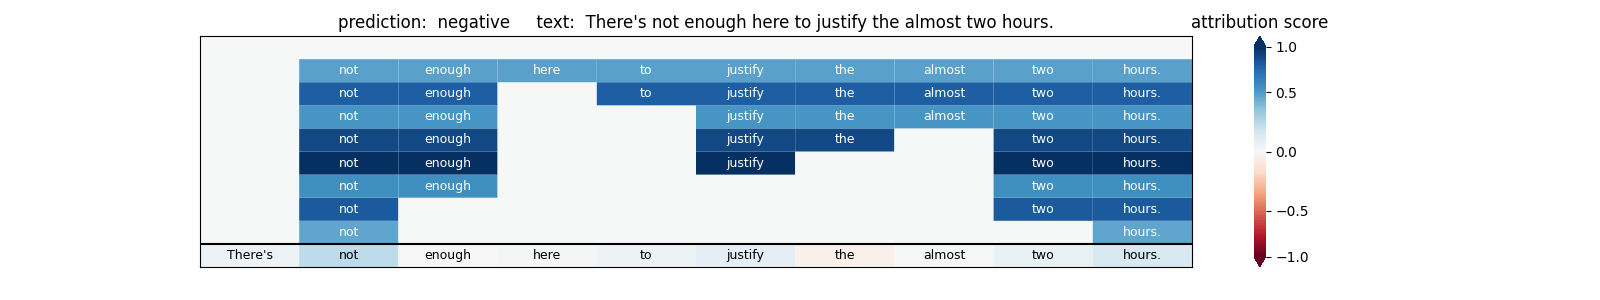 prediction: negative text: There's not enough here to justify the almost two hours. attribution score
not enough here to justify the almost two hours. 1.0
not enough to justify the almost two hours. 0.5
not enough justify the almost two hours.
not enough justify the two hours. 0.0
not enough justify two hours.
not enough two hours.
not two hours. −0.5
not hours.
There's not enough here to justify the almost two hours. −1.0